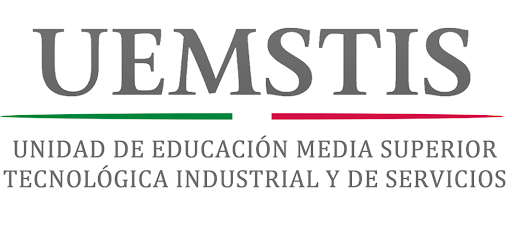 UEMSTIS
UNIDAD DE EDUCACIÓN MEDIA SUPERIOR
TECNOLÓGICA INDUSTRIAL Y DE SERVICIOS